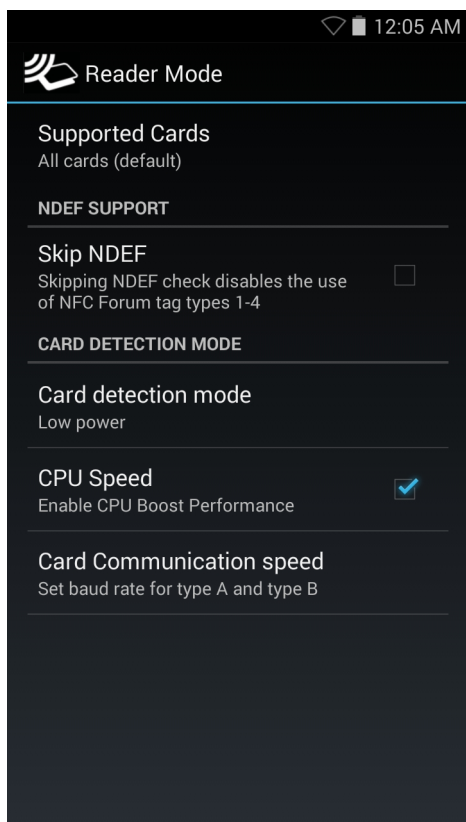 12:05 AM
Reader Mode
Supported Cards
All cards (default)
NDEF SUPPORT
Skip NDEF
Skipping NDEF check disables the use
of NFC Forum tag types 1-4
CARD DETECTION MODE
Card detection mode
Low power
CPU Speed
Enable CPU Boost Performance
Card Communication speed
Set baud rate for type A and type B